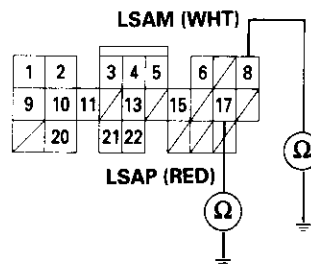 LSAM (WHT)
1 2 3 4 5 6 8
9 10 11 13 15 17
20 21 22
LSAP (RED)
Ω
Ω